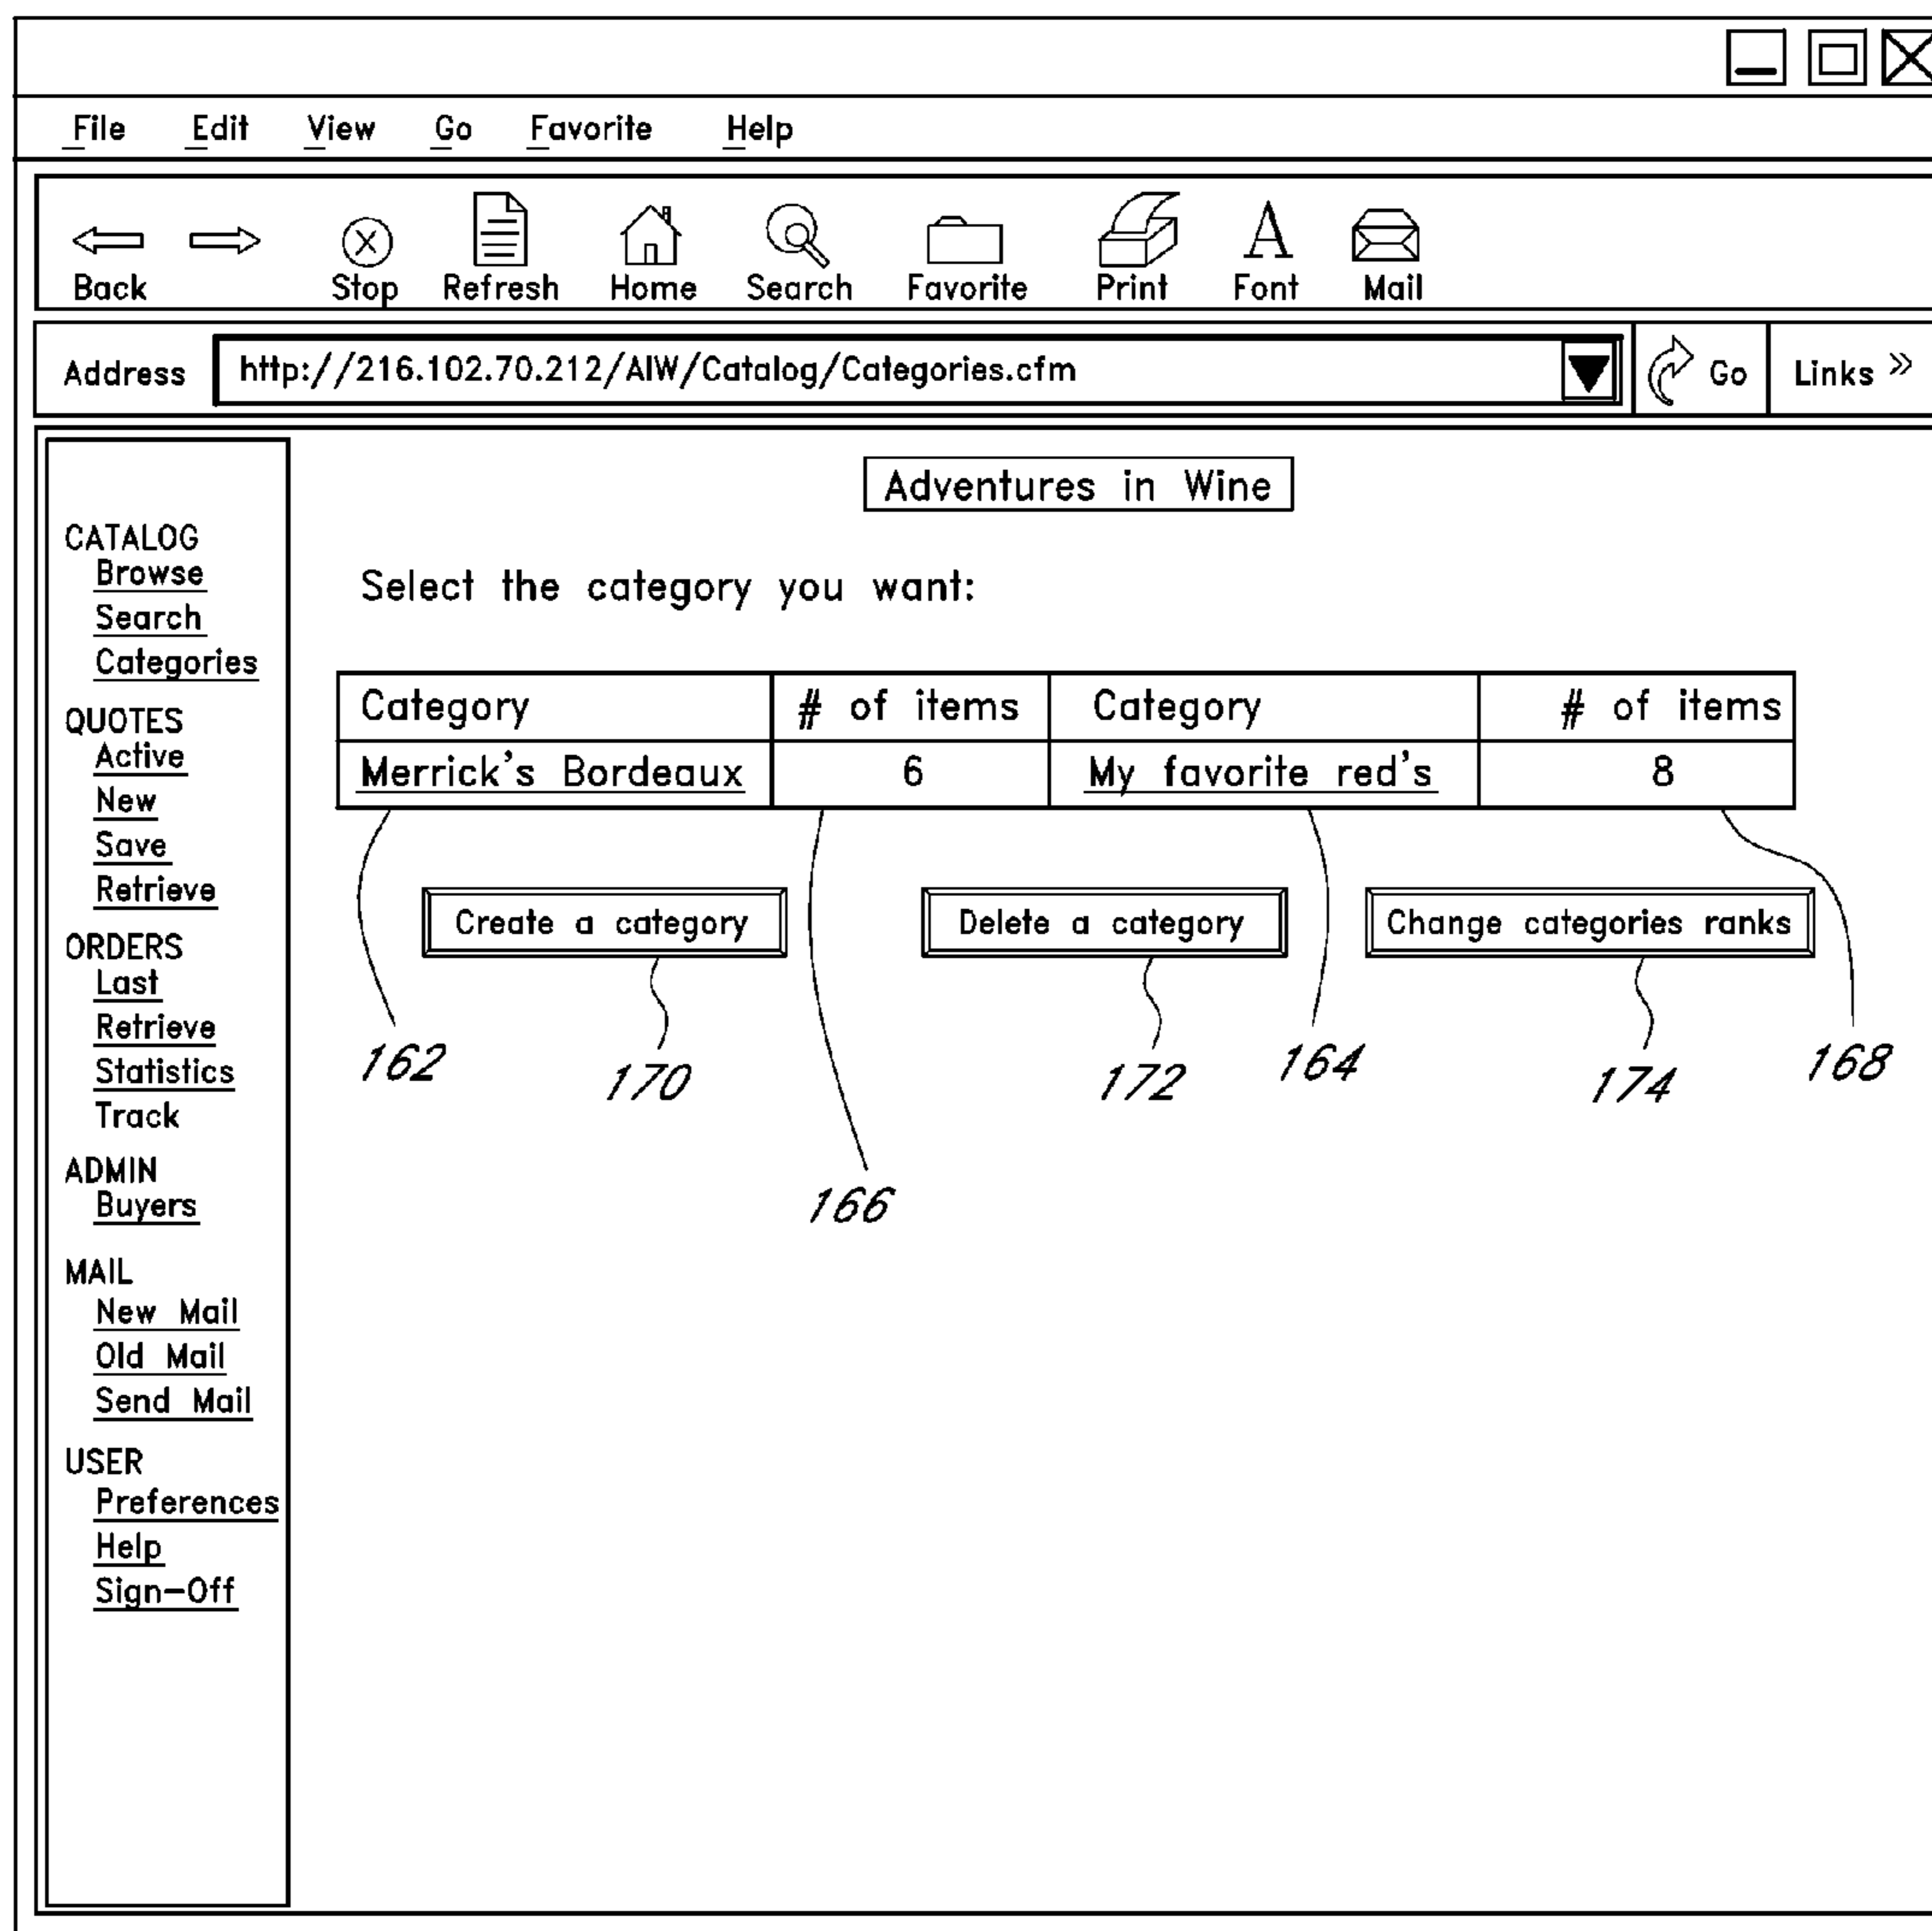 File Edit View Go Favorite Help
Back Stop Refresh Home Search Favorite Print Font Mail
Address http://216.102.70.212/AIW/Catalog/Categories.cfm Go Links »
Adventures in Wine
CATALOG
Browse
Search
Categories
QUOTES
Active
New
Save
Retrieve
ORDERS
Last
Retrieve
Statistics
Track
ADMIN
Buyers
MAIL
New Mail
Old Mail
Send Mail
USER
Preferences
Help
Sign-Off
Select the category you want:
Category # of items Category # of items
Merrick's Bordeaux 6 My favorite red's 8
Create a category Delete a category Change categories ranks
162 170 166 172 164 174 168